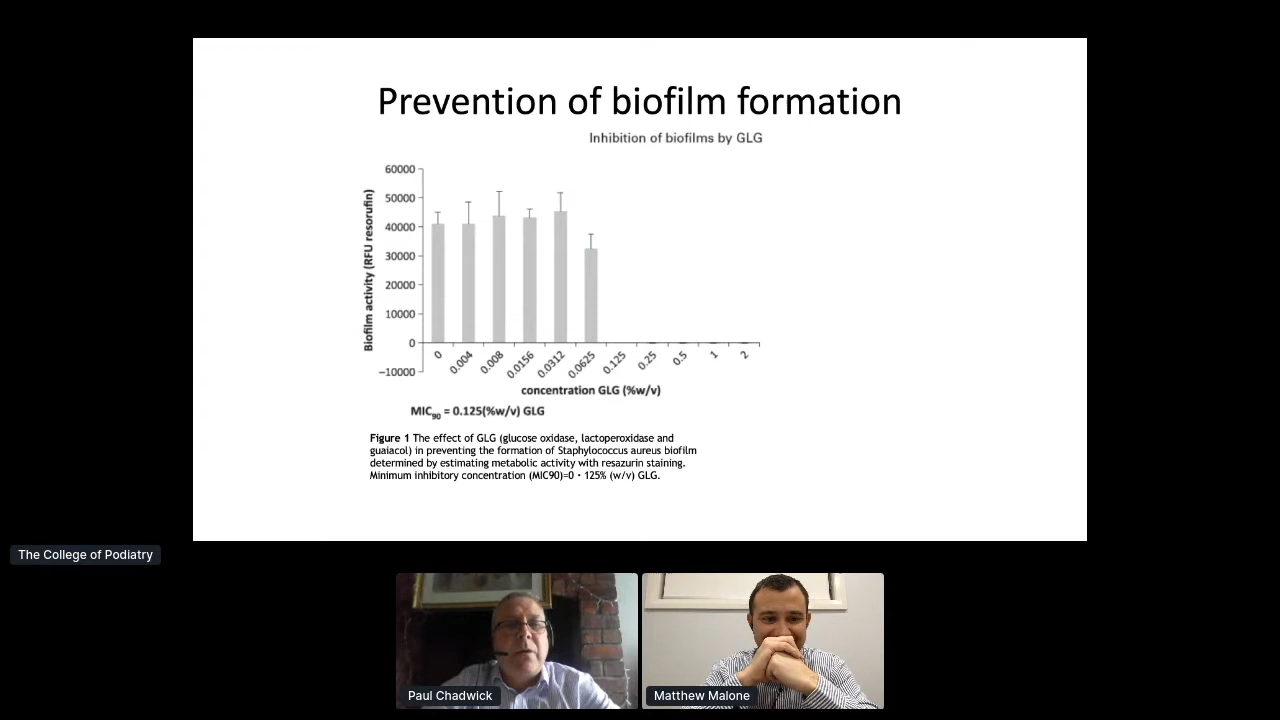 Prevention of biofilm formation
Inhibition of biofilms by GLG
Biofilm activity (RFU resorufin)
60000
50000
40000
30000
20000
10000
0
–10000
0 0.004 0.008 0.0156 0.0312 0.0625 0.125 0.25 0.5 1 2
concentration GLG (%w/v)
MIC90 = 0.125(%w/v) GLG
Figure 1 The effect of GLG (glucose oxidase, lactoperoxidase and
guaiacol) in preventing the formation of Staphylococcus aureus biofilm
determined by estimating metabolic activity with resazurin staining.
Minimum inhibitory concentration (MIC90)=0·125% (w/v) GLG.
The College of Podiatry
Paul Chadwick
Matthew Malone